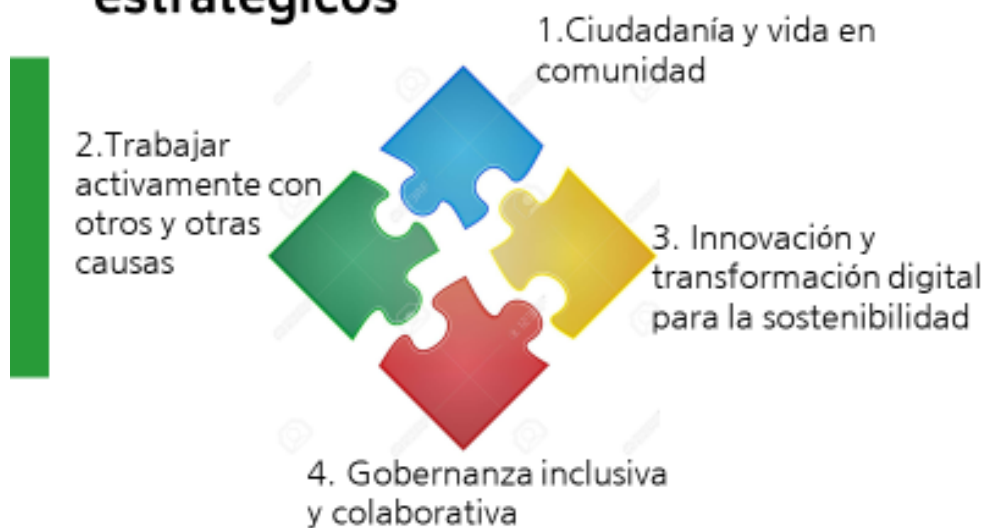 estratégicos
1.Ciudadanía y vida en
comunidad
2.Trabajar
activamente con
otros y otras
causas
3. Innovación y
transformación digital
para la sostenibilidad
4. Gobernanza inclusiva
y colaborativa